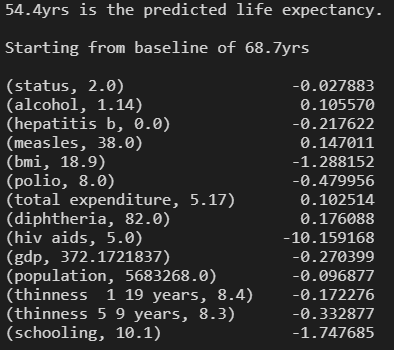 54.4yrs is the predicted life expectancy.
Starting from baseline of 68.7yrs
(status, 2.0) -0.027883
(alcohol, 1.14) 0.105570
(hepatitis b, 0.0) -0.217622
(measles, 38.0) 0.147011
(bmi, 18.9) -1.288152
(polio, 8.0) -0.479956
(total expenditure, 5.17) 0.102514
(diphtheria, 82.0) 0.176088
(hiv aids, 5.0) -10.159168
(gdp, 372.1721837) -0.270399
(population, 5683268.0) -0.096877
(thinness  1 19 years, 8.4) -0.172276
(thinness 5 9 years, 8.3) -0.332877
(schooling, 10.1) -1.747685